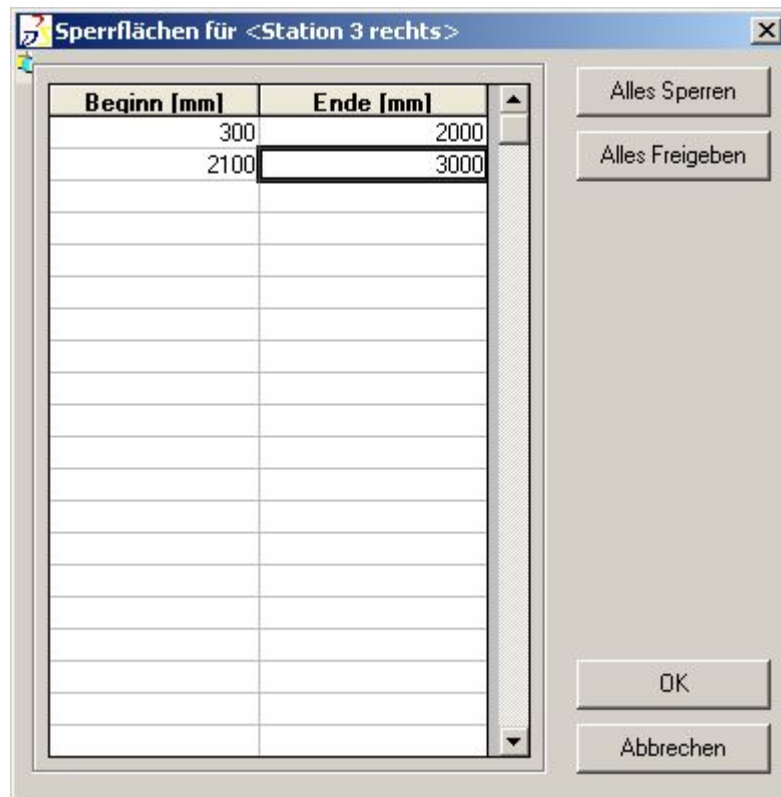 Sperrflächen für <Station 3 rechts>
Beginn [mm] Ende [mm]
300 2000
2100 3000
Alles Sperren
Alles Freigeben
OK
Abbrechen